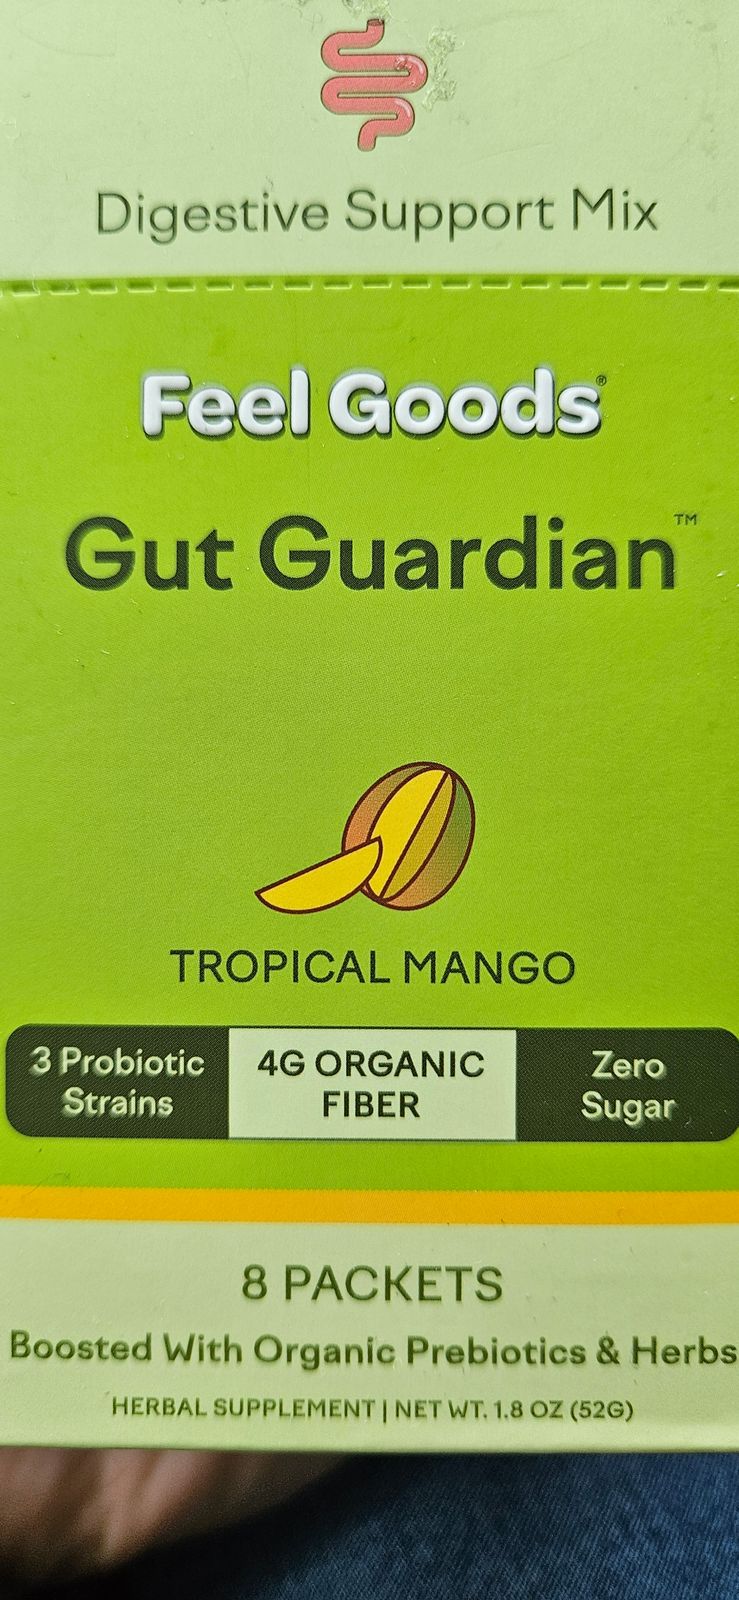 Digestive Support Mix
Feel Goods®
Gut Guardian™
TROPICAL MANGO
3 Probiotic
Strains
4G ORGANIC
FIBER
Zero
Sugar
8 PACKETS
Boosted With Organic Prebiotics & Herbs
HERBAL SUPPLEMENT | NET WT. 1.8 OZ (52G)